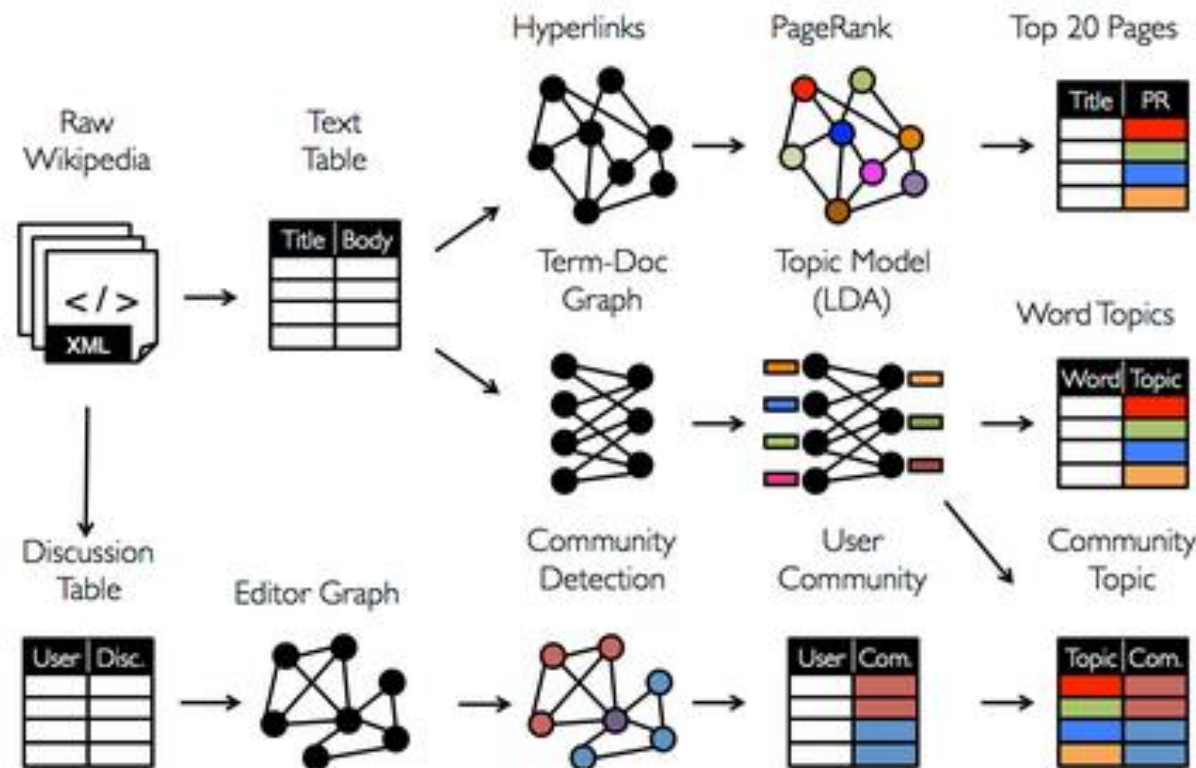 Hyperlinks
PageRank
Top 20 Pages
Raw
Wikipedia
Text
Table
Title PR
Title Body
</>
XML
Term-Doc
Graph
Topic Model
(LDA)
Word Topics
Word Topic
Discussion
Table
Editor Graph
Community
Detection
User
Community
Community
Topic
User Disc.
User Com.
Topic Com.